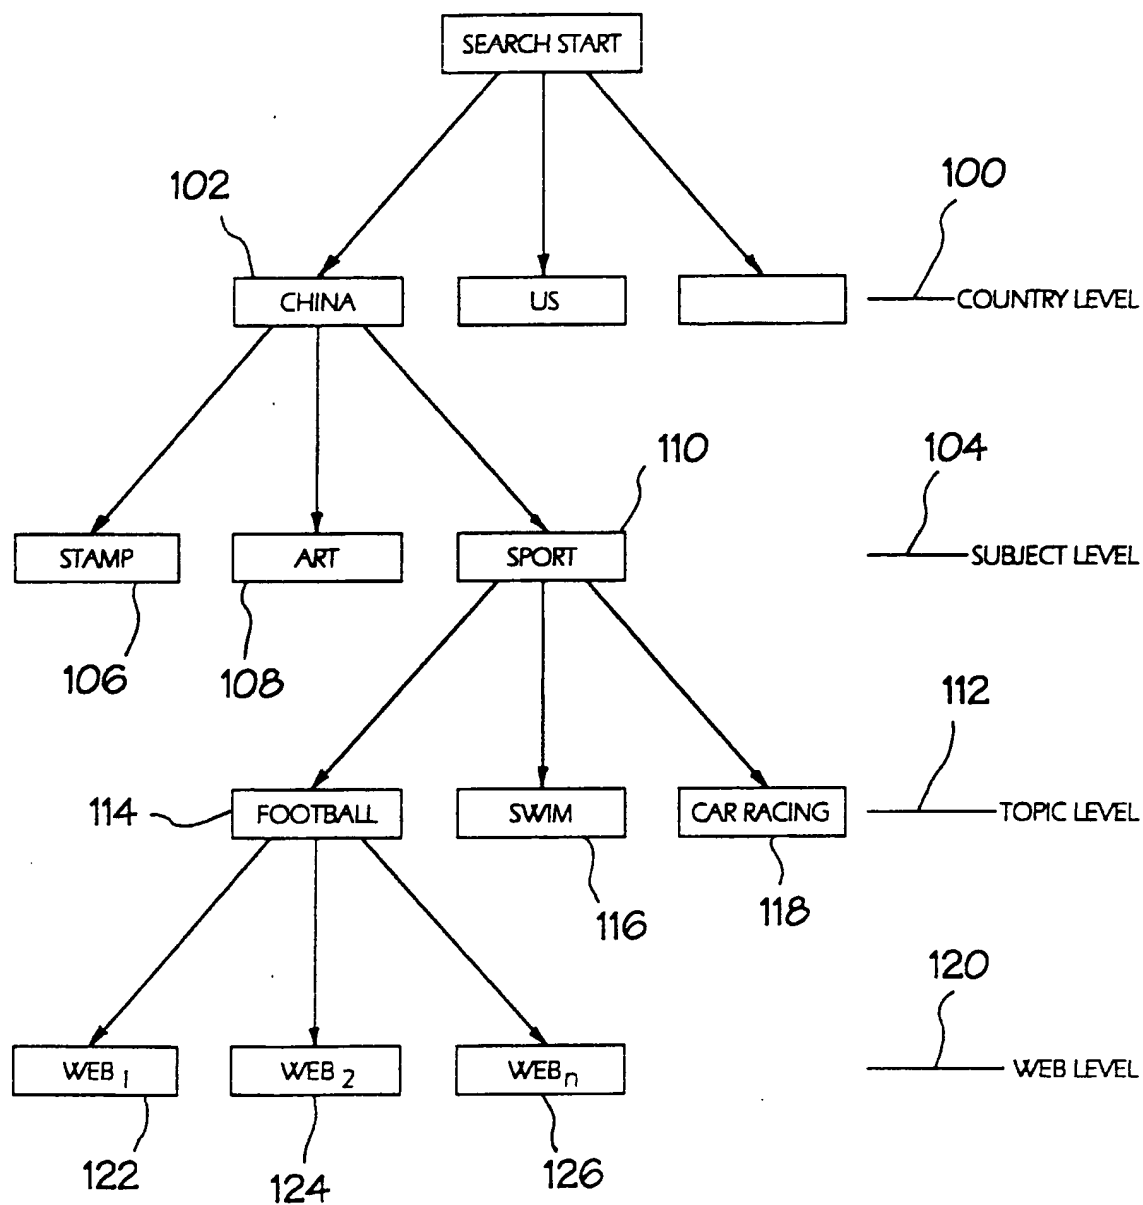 SEARCH START
102
100
CHINA
US
COUNTRY LEVEL
110
104
STAMP
ART
SPORT
SUBJECT LEVEL
106
108
112
114
FOOTBALL
SWIM
CAR RACING
TOPIC LEVEL
116
118
120
WEB 1
WEB 2
WEB n
WEB LEVEL
122
124
126